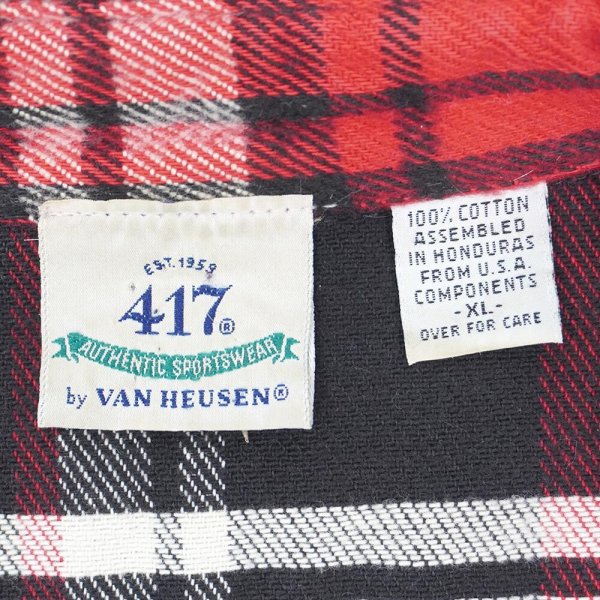 EST. 1959
417®
AUTHENTIC SPORTSWEAR
by VAN HEUSEN®
100% COTTON
ASSEMBLED
IN HONDURAS
FROM U.S.A.
COMPONENTS
-XL-
OVER FOR CARE